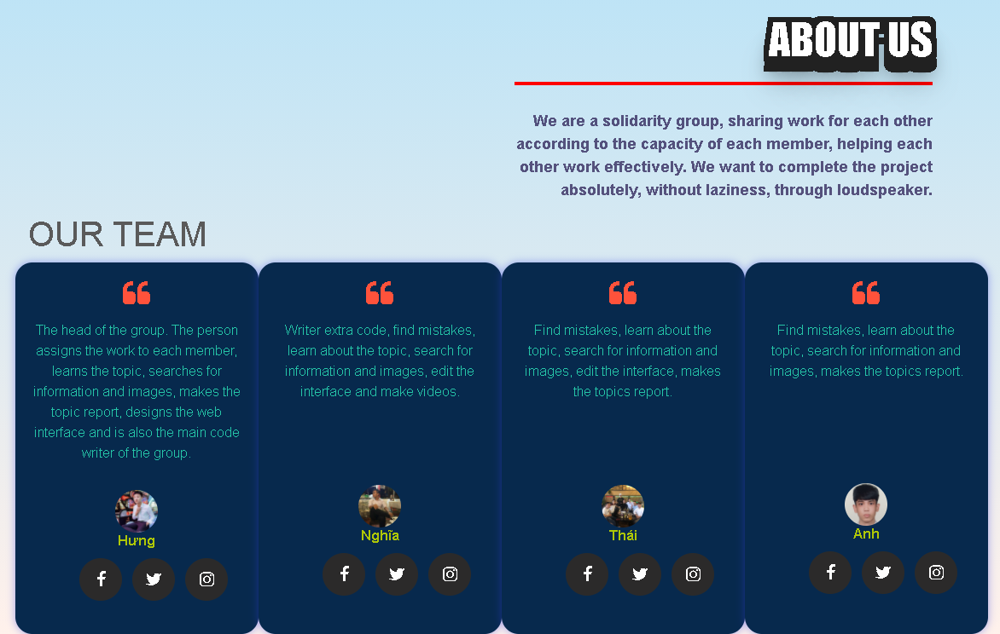 ABOUT US
We are a solidarity group, sharing work for each other
according to the capacity of each member, helping each
other work effectively. We want to complete the project
absolutely, without laziness, through loudspeaker.
OUR TEAM
The head of the group. The person
assigns the work to each member,
learns the topic, searches for
information and images, makes the
topic report, designs the web
interface and is also the main code
writer of the group.
Hưng
Writer extra code, find mistakes,
learn about the topic, search for
information and images, edit the
interface and make videos.
Nghĩa
Find mistakes, learn about the
topic, search for information and
images, edit the interface, makes
the topics report.
Thái
Find mistakes, learn about the
topic, search for information and
images, makes the topics report.
Anh